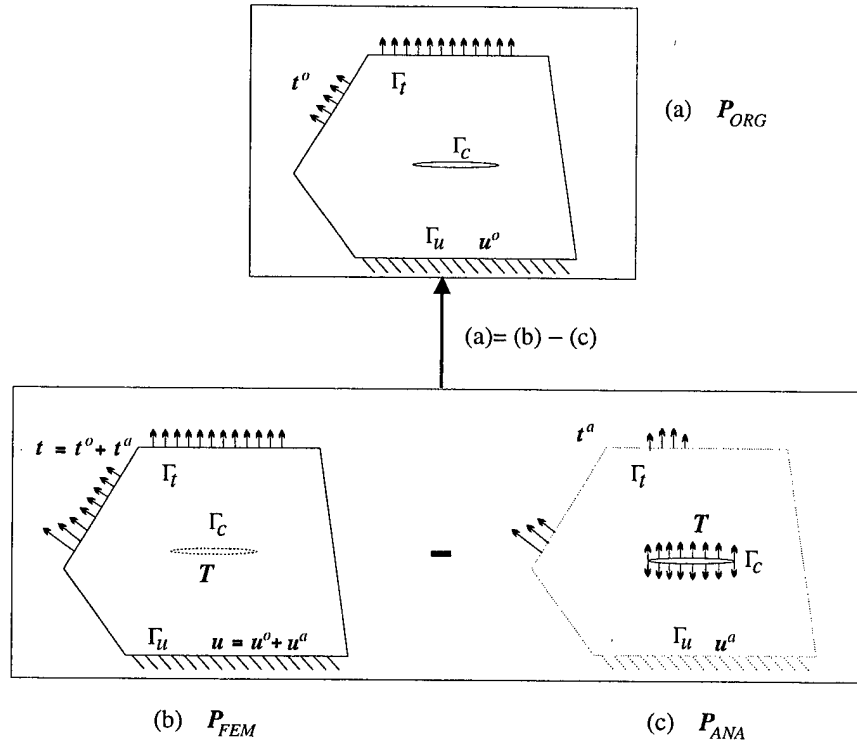 t^o
Γ_t
(a) P_ORG
Γ_c
Γ_u u^o
(a)= (b) − (c)
t = t^o + t^a
Γ_t
Γ_c
T
Γ_u u = u^o + u^a
−
t^a
Γ_t
T
Γ_c
Γ_u u^a
(b) P_FEM
(c) P_ANA